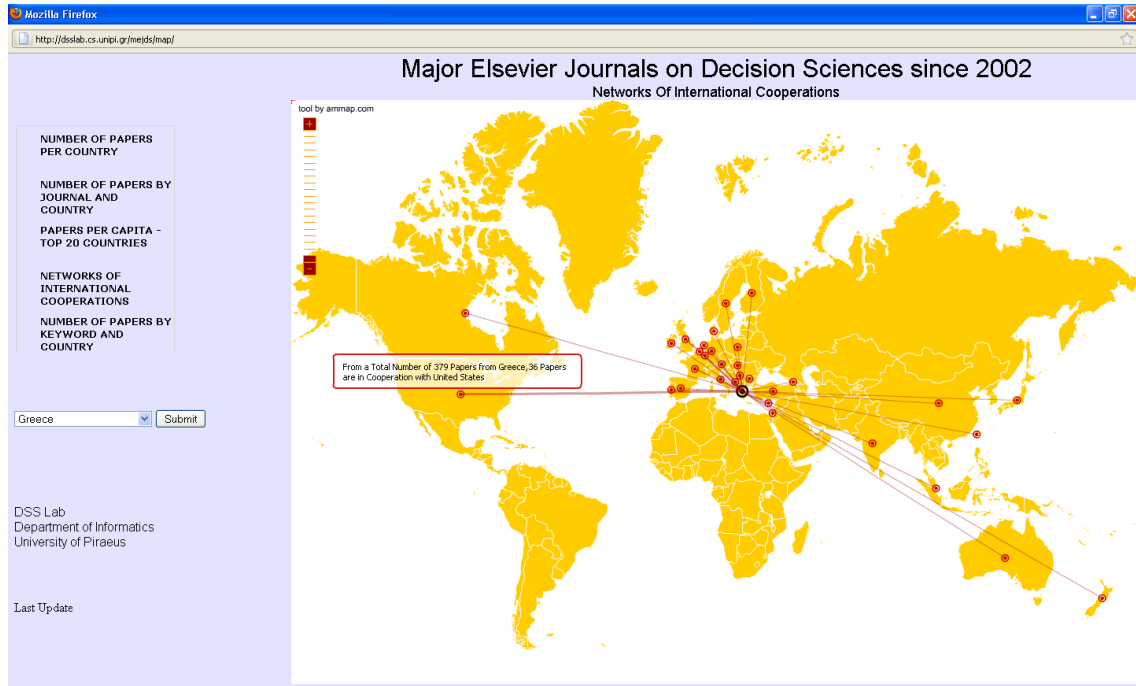 Mozilla Firefox
http://dsslab.cs.unipi.gr/mejds/map/
Major Elsevier Journals on Decision Sciences since 2002
Networks Of International Cooperations
tool by ammap.com
+
-
NUMBER OF PAPERS
PER COUNTRY
NUMBER OF PAPERS BY
JOURNAL AND
COUNTRY
PAPERS PER CAPITA -
TOP 20 COUNTRIES
NETWORKS OF
INTERNATIONAL
COOPERATIONS
NUMBER OF PAPERS BY
KEYWORD AND
COUNTRY
From a Total Number of 379 Papers from Greece,36 Papers
are in Cooperation with United States
Greece
Submit
DSS Lab
Department of Informatics
University of Piraeus
Last Update